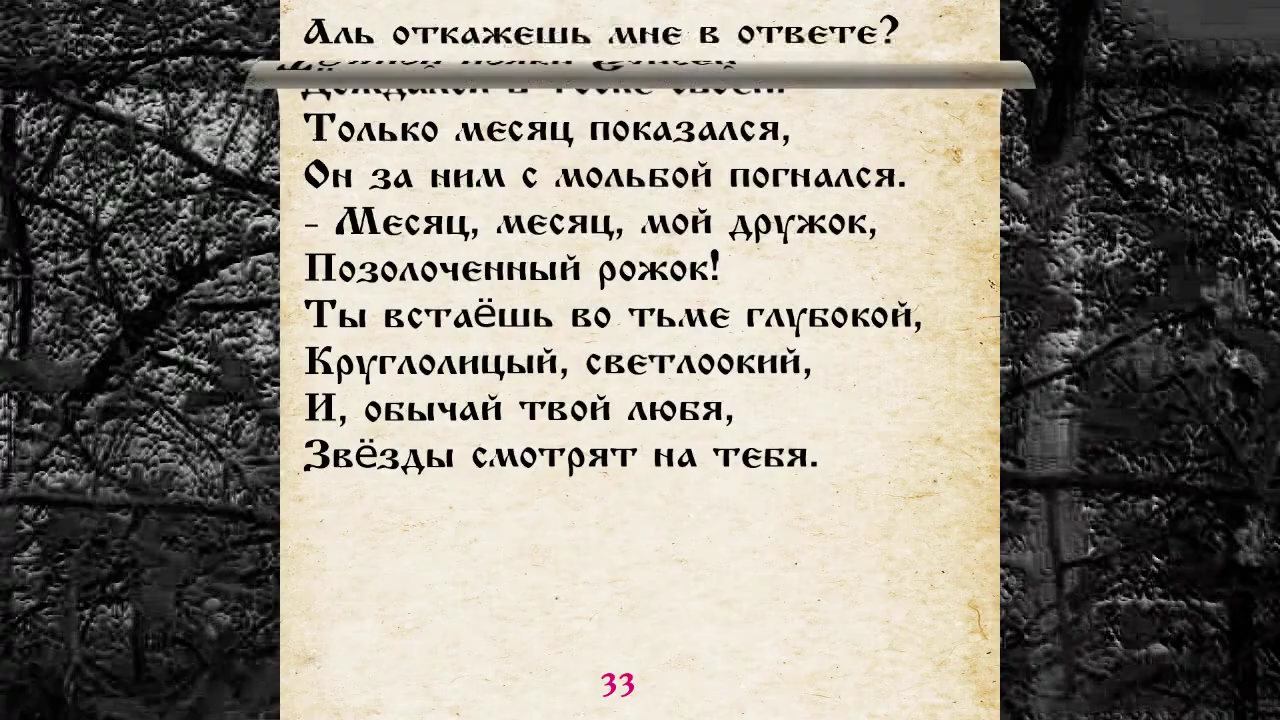 Аль откажешь мне в ответе?
Только месяц показался,
Он за ним с мольбой погнался.
- Месяц, месяц, мой дружок,
Позолоченный рожок!
Ты встаёшь во тьме глубокой,
Круглолицый, светлоокий,
И, обычай твой любя,
Звёзды смотрят на тебя.
33